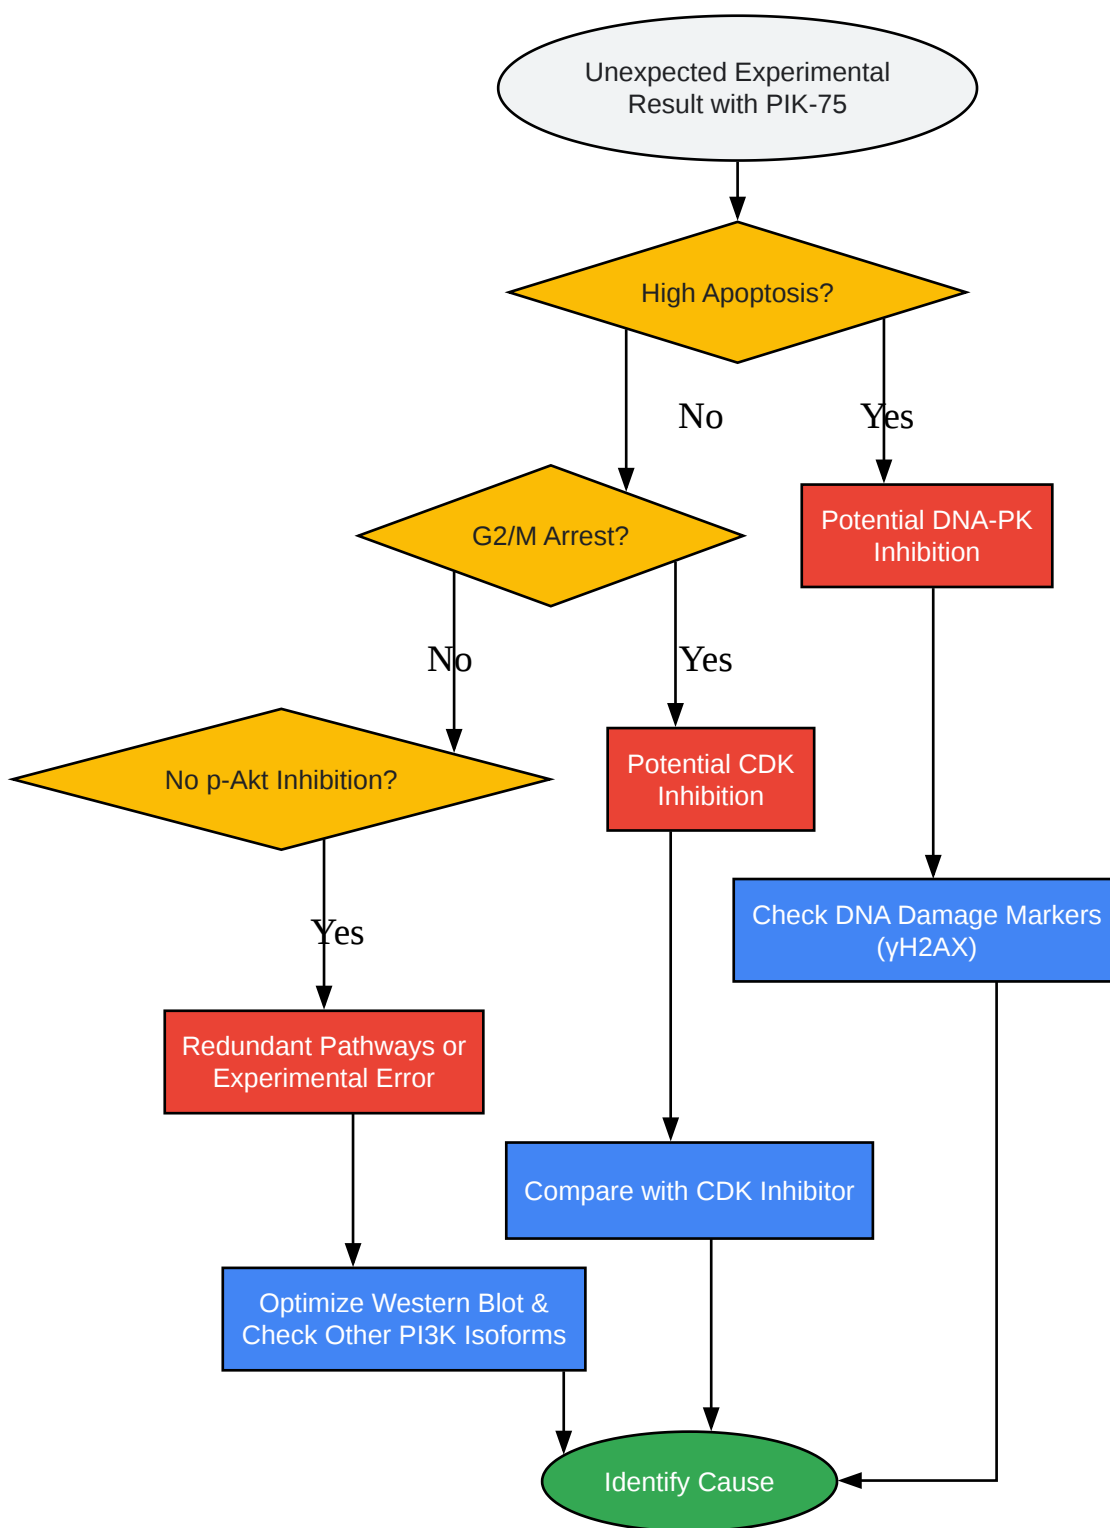 Unexpected Experimental
Result with PIK-75
High Apoptosis?
No
Yes
G2/M Arrest?
Potential DNA-PK
Inhibition
No
Yes
No p-Akt Inhibition?
Potential CDK
Inhibition
Check DNA Damage Markers
(γH2AX)
Yes
Redundant Pathways or
Experimental Error
Compare with CDK Inhibitor
Optimize Western Blot &
Check Other PI3K Isoforms
Identify Cause